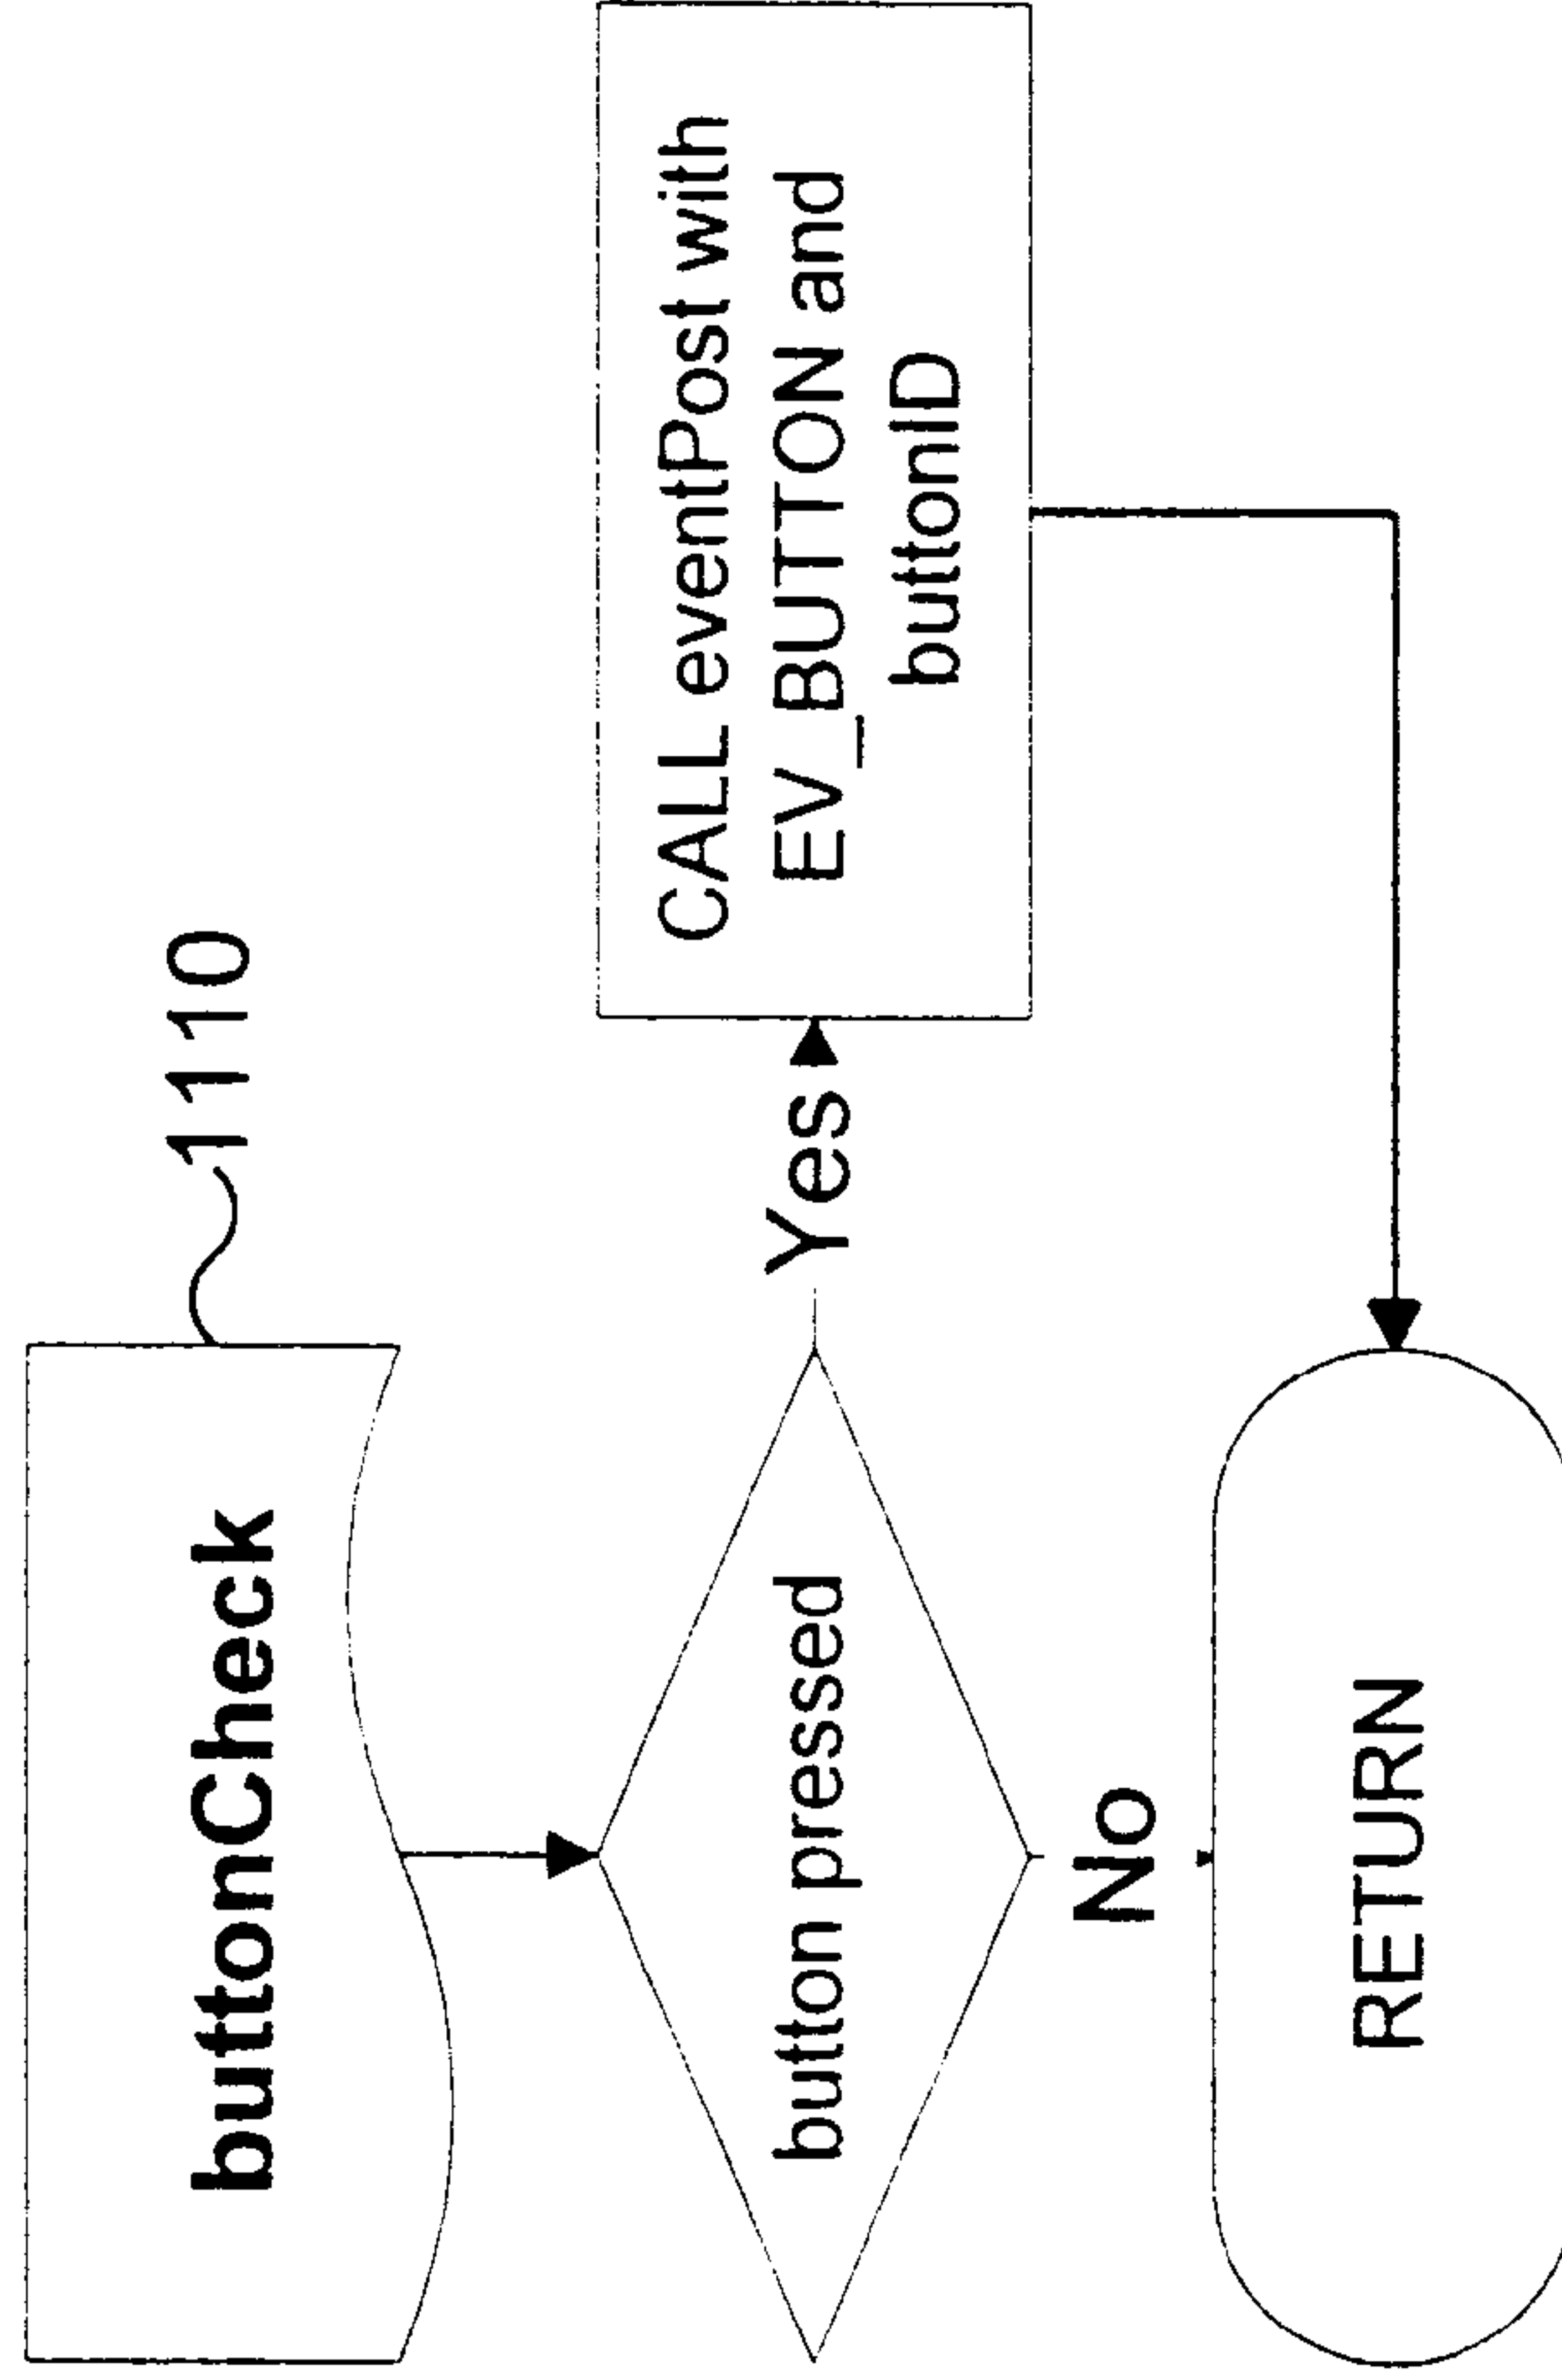 buttonCheck
1110
button pressed
Yes
CALL eventPost with
EV_BUTTON and
buttonID
No
RETURN